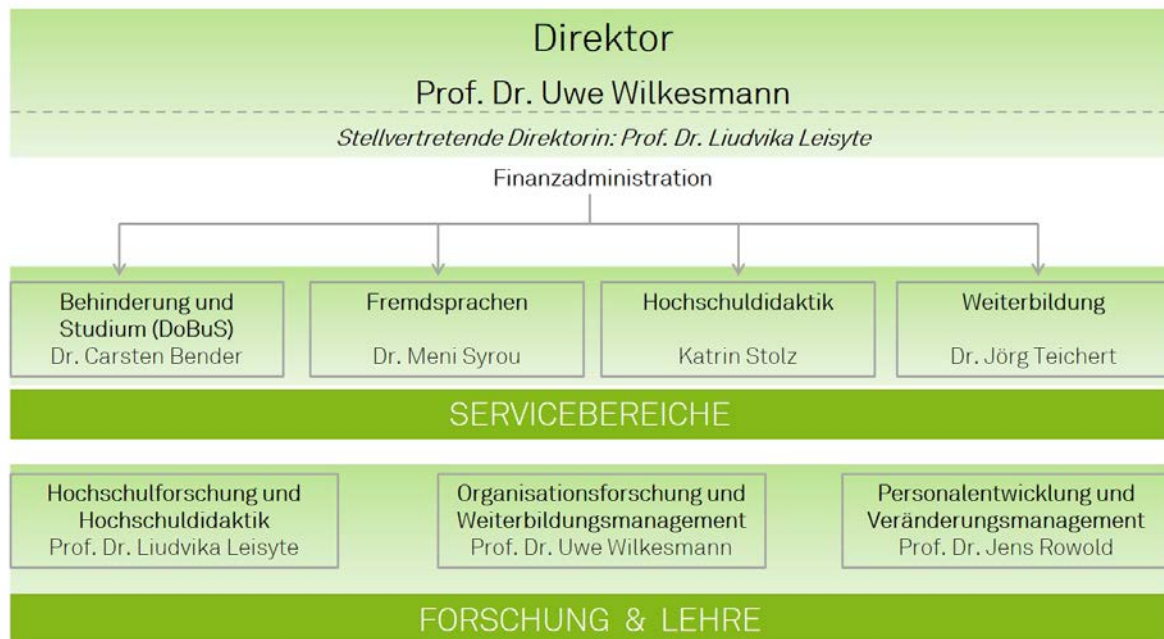 Direktor
Prof. Dr. Uwe Wilkesmann
Stellvertretende Direktorin: Prof. Dr. Liudvika Leisyte
Finanzadministration
Behinderung und
Studium (DoBuS)
Dr. Carsten Bender
Fremdsprachen
Dr. Meni Syrou
Hochschuldidaktik
Katrin Stolz
Weiterbildung
Dr. Jörg Teichert
SERVICEBEREICHE
Hochschulforschung und
Hochschuldidaktik
Prof. Dr. Liudvika Leisyte
Organisationsforschung und
Weiterbildungsmanagement
Prof. Dr. Uwe Wilkesmann
Personalentwicklung und
Veränderungsmanagement
Prof. Dr. Jens Rowold
FORSCHUNG & LEHRE